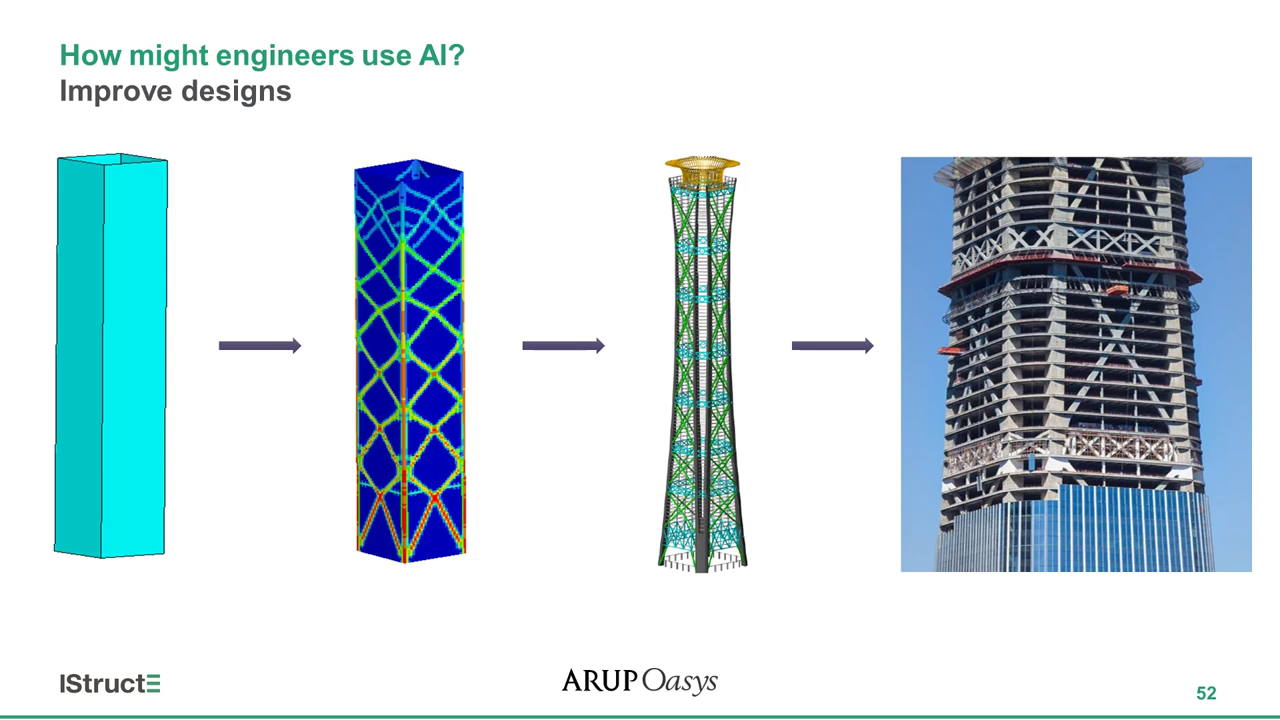 How might engineers use AI?
Improve designs
IStructE
ARUP Oasys
52